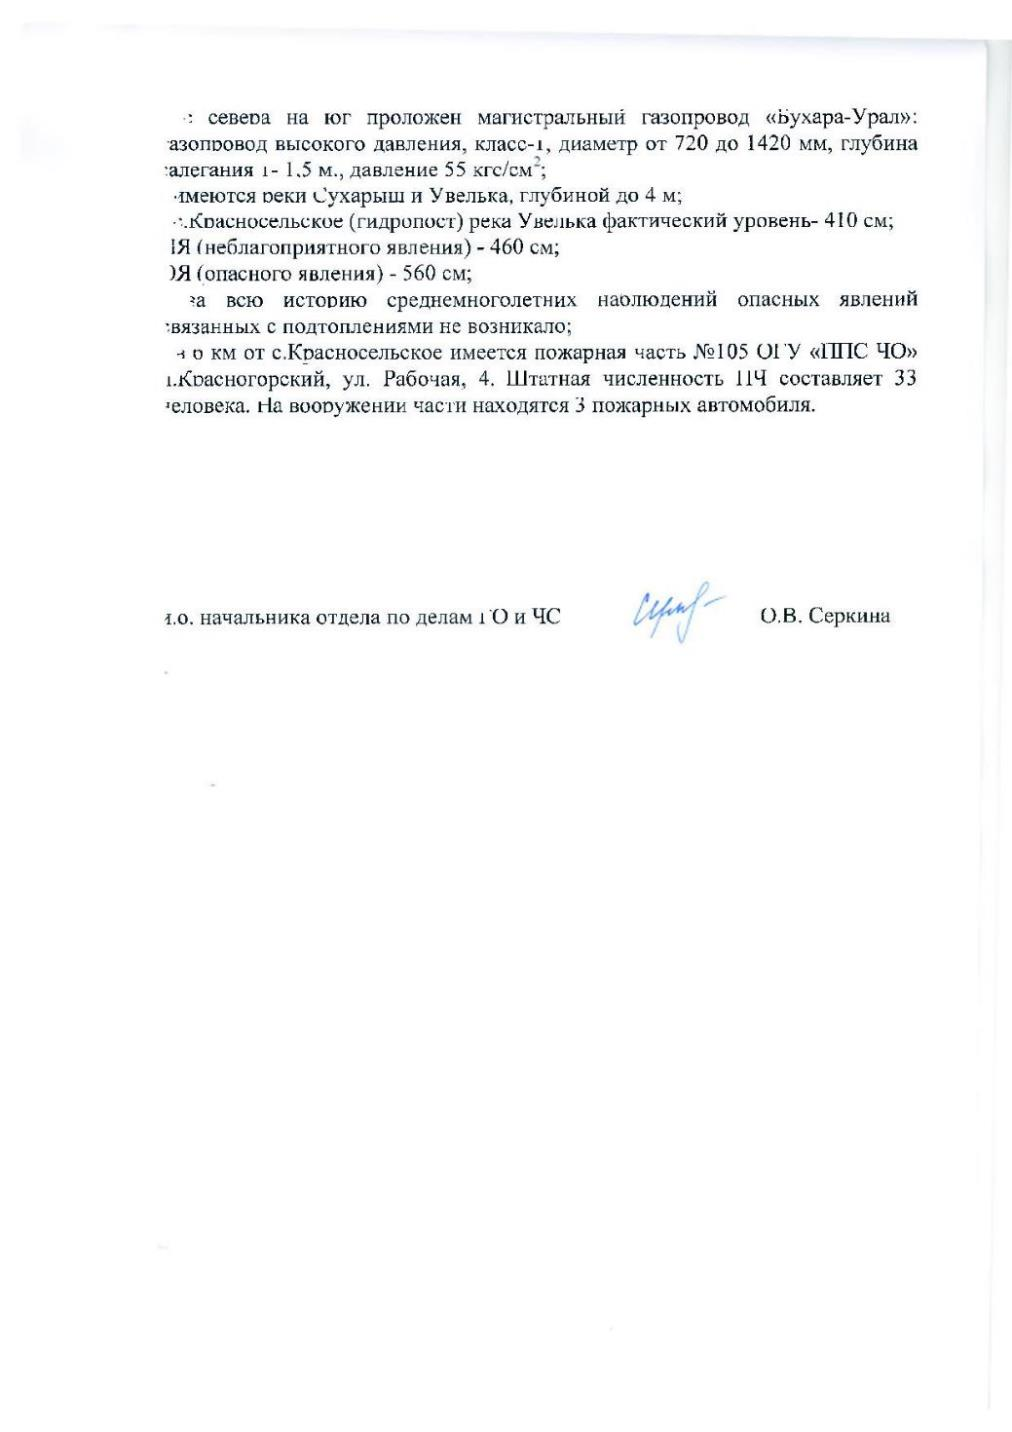 с севера на юг проложен магистральный газопровод «Бухара-Урал»:
газопровод высокого давления, класс-1, диаметр от 720 до 1420 мм, глубина
залегания 1- 1,5 м., давление 55 кгс/см²;
имеются реки Сухарыш и Увелька, глубиной до 4 м;
с.Красносельское (гидропост) река Увелька фактический уровень- 410 см;
НЯ (неблагоприятного явления) - 460 см;
ОЯ (опасного явления) - 560 см;
за всю историю среднемноголетних наблюдений опасных явлений
связанных с подтоплениями не возникало;
км от с.Красносельское имеется пожарная часть №105 ОГУ «ППС ЧО»
п.Красногорский, ул. Рабочая, 4. Штатная численность ПЧ составляет 33
человека. На вооружении части находятся 3 пожарных автомобиля.
и.о. начальника отдела по делам ГО и ЧС О.В. Серкина